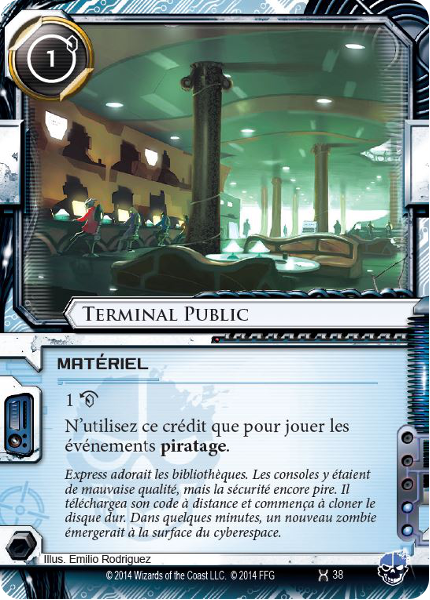 1
TERMINAL PUBLIC
MATÉRIEL
1
N'utilisez ce crédit que pour jouer les
événements piratage.
Express adorait les bibliothèques. Les consoles y étaient
de mauvaise qualité, mais la sécurité encore pire. Il
téléchargea son code à distance et commença à cloner le
disque dur. Dans quelques minutes, un nouveau zombie
émergerait à la surface du cyberespace.
Illus. Emilio Rodriguez
© 2014 Wizards of the Coast LLC. © 2014 FFG 38